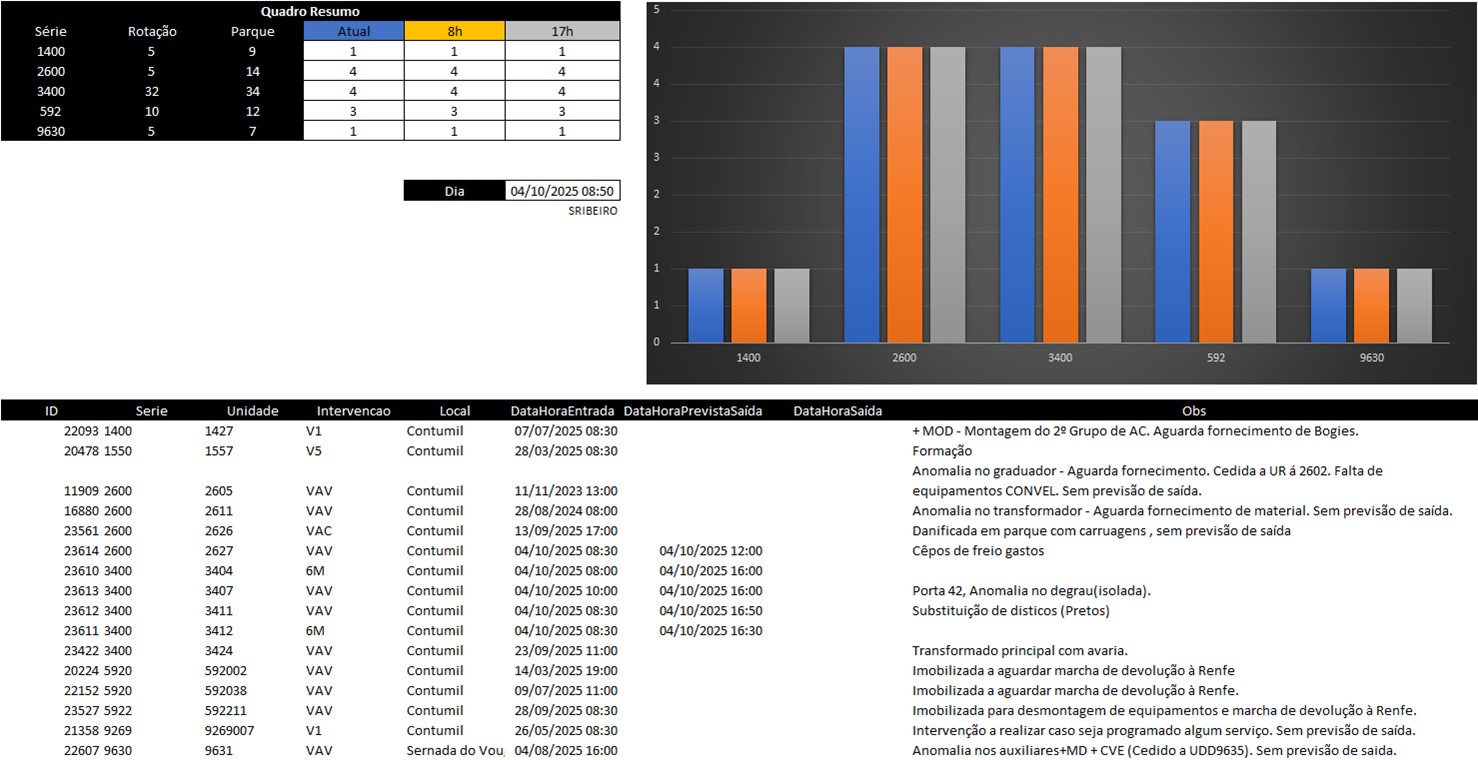 Quadro Resumo
Série Rotação Parque Atual 8h 17h
1400 5 9 1 1 1
2600 5 14 4 4 4
3400 32 34 4 4 4
592 10 12 3 3 3
9630 5 7 1 1 1
Dia 04/10/2025 08:50
SRIBEIRO
5
4
4
3
3
2
2
1
1
0
1400 2600 3400 592 9630
ID Serie Unidade Intervencao Local DataHoraEntrada DataHoraPrevistaSaída DataHoraSaída Obs
22093 1400 1427 V1 Contumil 07/07/2025 08:30 + MOD - Montagem do 2º Grupo de AC. Aguarda fornecimento de Bogies.
20478 1550 1557 V5 Contumil 28/03/2025 08:30 Formação
Anomalia no graduador - Aguarda fornecimento. Cedida a UR á 2602. Falta de
11909 2600 2605 VAV Contumil 11/11/2023 13:00 equipamentos CONVEL. Sem previsão de saída.
16880 2600 2611 VAV Contumil 28/08/2024 08:00 Anomalia no transformador - Aguarda fornecimento de material. Sem previsão de saída.
23561 2600 2626 VAC Contumil 13/09/2025 17:00 Danificada em parque com carruagens , sem previsão de saída
23614 2600 2627 VAV Contumil 04/10/2025 08:30 04/10/2025 12:00 Cêpos de freio gastos
23610 3400 3404 6M Contumil 04/10/2025 08:00 04/10/2025 16:00
23613 3400 3407 VAV Contumil 04/10/2025 10:00 04/10/2025 16:00 Porta 42, Anomalia no degrau(isolada).
23612 3400 3411 VAV Contumil 04/10/2025 08:30 04/10/2025 16:50 Substituição de disticos (Pretos)
23611 3400 3412 6M Contumil 04/10/2025 08:30 04/10/2025 16:30
23422 3400 3424 VAV Contumil 23/09/2025 11:00 Transformado principal com avaria.
20224 5920 592002 VAV Contumil 14/03/2025 19:00 Imobilizada a aguardar marcha de devolução à Renfe
22152 5920 592038 VAV Contumil 09/07/2025 11:00 Imobilizada a aguardar marcha de devolução à Renfe.
23527 5922 592211 VAV Contumil 28/09/2025 08:30 Imobilizada para desmontagem de equipamentos e marcha de devolução à Renfe.
21358 9269 9269007 V1 Contumil 26/05/2025 08:30 Intervenção a realizar caso seja programado algum serviço. Sem previsão de saída.
22607 9630 9631 VAV Sernada do Vou 04/08/2025 16:00 Anomalia nos auxiliares+MD + CVE (Cedido a UDD9635). Sem previsão de saida.